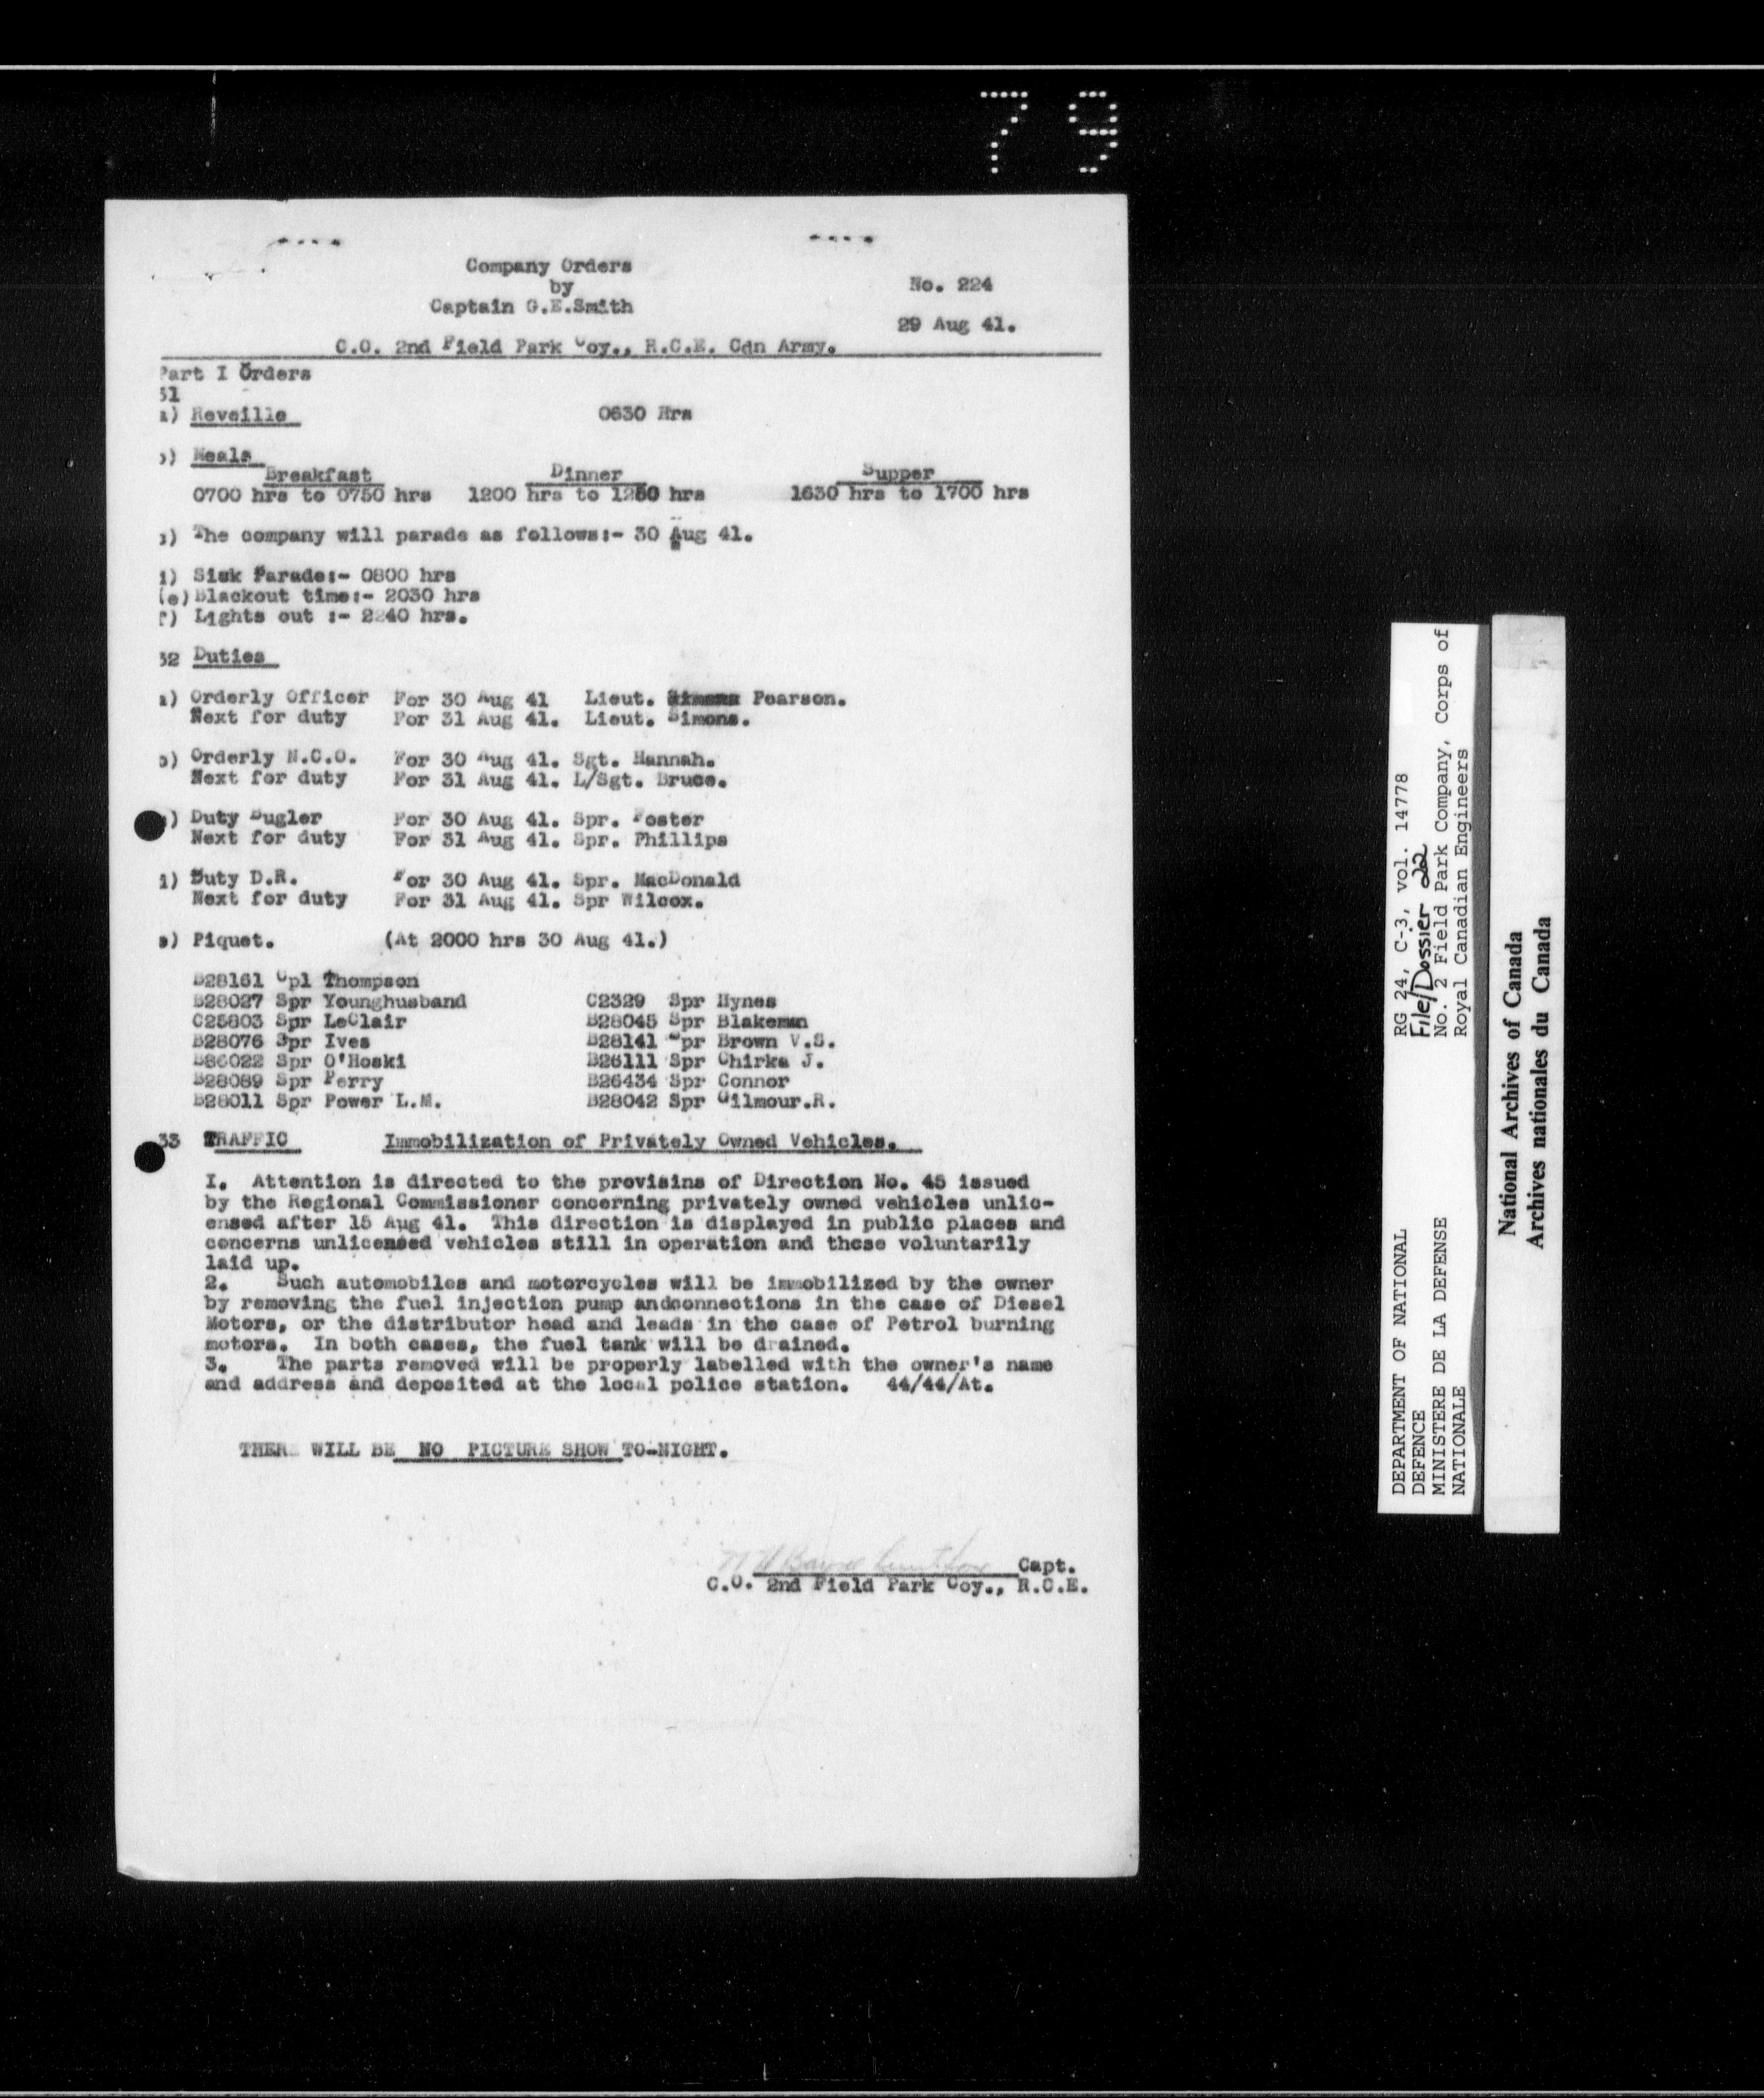 79
Company Orders
by
Captain G.E.Smith
No. 224
29 Aug 41.
C.O. 2nd Field Park Coy., R.C.E. Cdn Army.
Part I Orders
31
a) Reveille 0630 Hrs
b) Meals
Breakfast Dinner Supper
0700 hrs to 0750 hrs 1200 hrs to 1250 hrs 1630 hrs to 1700 hrs
c) The company will parade as follows:- 30 Aug 41.
d) Sick Parade:- 0800 hrs
(e) Blackout time:- 2030 hrs
f) Lights out :- 2240 hrs.
32 Duties
a) Orderly Officer For 30 Aug 41 Lieut. Pearson.
Next for duty For 31 Aug 41. Lieut. Simons.
b) Orderly N.C.O. For 30 Aug 41. Sgt. Hannah.
Next for duty For 31 Aug 41. L/Sgt. Bruce.
) Duty Bugler For 30 Aug 41. Spr. Foster
Next for duty For 31 Aug 41. Spr. Phillips
d) Duty D.R. For 30 Aug 41. Spr. MacDonald
Next for duty For 31 Aug 41. Spr Wilcox.
e) Piquet. (At 2000 hrs 30 Aug 41.)
B28161 Cpl Thompson
B28027 Spr Younghusband C2329 Spr Hynes
C25803 Spr LeClair B28045 Spr Blakeman
B28076 Spr Ives B28141 Spr Brown V.S.
B86022 Spr O'Hoski B26111 Spr Chirka J.
B28089 Spr Perry B26434 Spr Connor
B28011 Spr Power L.M. B28042 Spr Gilmour.R.
33 TRAFFIC Immobilization of Privately Owned Vehicles.
I. Attention is directed to the provisins of Direction No. 45 issued
by the Regional Commissioner concerning privately owned vehicles unlic-
ensed after 15 Aug 41. This direction is displayed in public places and
concerns unlicensed vehicles still in operation and those voluntarily
laid up.
2. Such automobiles and motorcycles will be immobilized by the owner
by removing the fuel injection pump andconnections in the case of Diesel
Motors, or the distributor head and leads in the case of Petrol burning
motors. In both cases, the fuel tank will be drained.
3. The parts removed will be properly labelled with the owner's name
and address and deposited at the local police station. 44/44/At.
THERE WILL BE NO PICTURE SHOW TO-NIGHT.
Capt.
C.O. 2nd Field Park Coy., R.C.E.
DEPARTMENT OF NATIONAL
DEFENCE
MINISTERE DE LA DEFENSE
NATIONALE
RG 24, C-3, vol. 14778
File/Dossier 22
No. 2 Field Park Company, Corps of
Royal Canadian Engineers
National Archives of Canada
Archives nationales du Canada